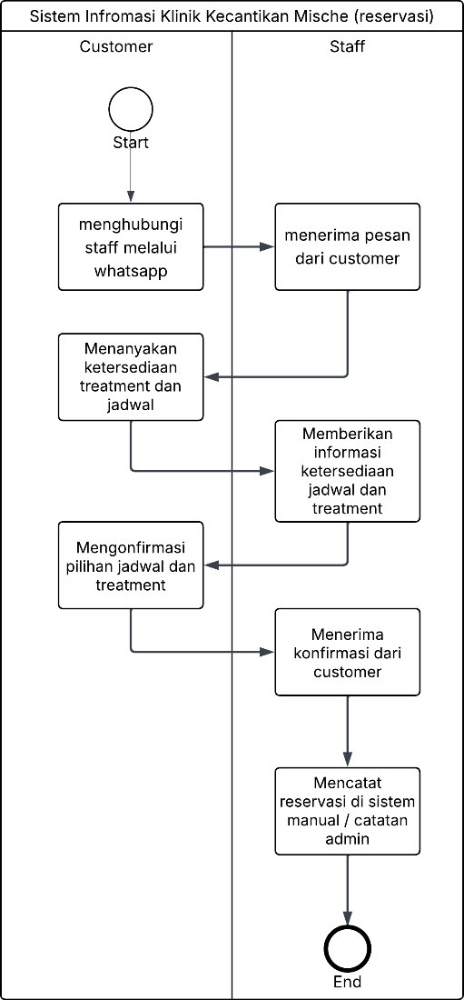 Sistem Infromasi Klinik Kecantikan Mische (reservasi)
Customer
Staff
Start
menghubungi
staff melalui
whatsapp
menerima pesan
dari customer
Menanyakan
ketersediaan
treatment dan
jadwal
Memberikan
informasi
ketersediaan
jadwal dan
treatment
Mengonfirmasi
pilihan jadwal dan
treatment
Menerima
konfirmasi dari
customer
Mencatat
reservasi di sistem
manual / catatan
admin
End